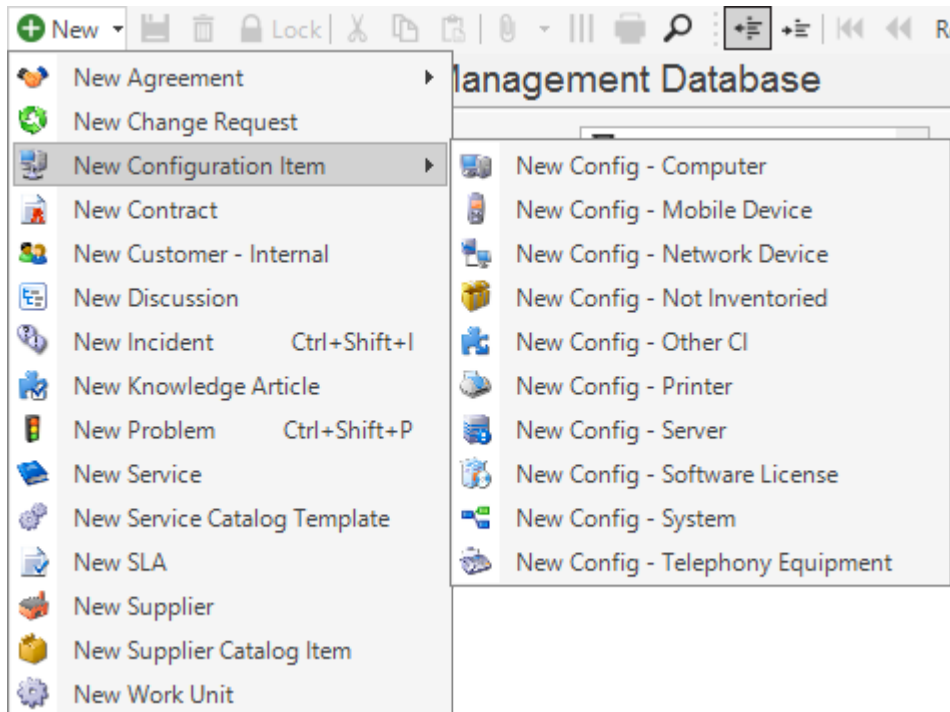 New
Lock
R
Management Database
New Agreement
New Change Request
New Configuration Item
New Contract
New Customer - Internal
New Discussion
New Incident Ctrl+Shift+I
New Knowledge Article
New Problem Ctrl+Shift+P
New Service
New Service Catalog Template
New SLA
New Supplier
New Supplier Catalog Item
New Work Unit
New Config - Computer
New Config - Mobile Device
New Config - Network Device
New Config - Not Inventoried
New Config - Other CI
New Config - Printer
New Config - Server
New Config - Software License
New Config - System
New Config - Telephony Equipment